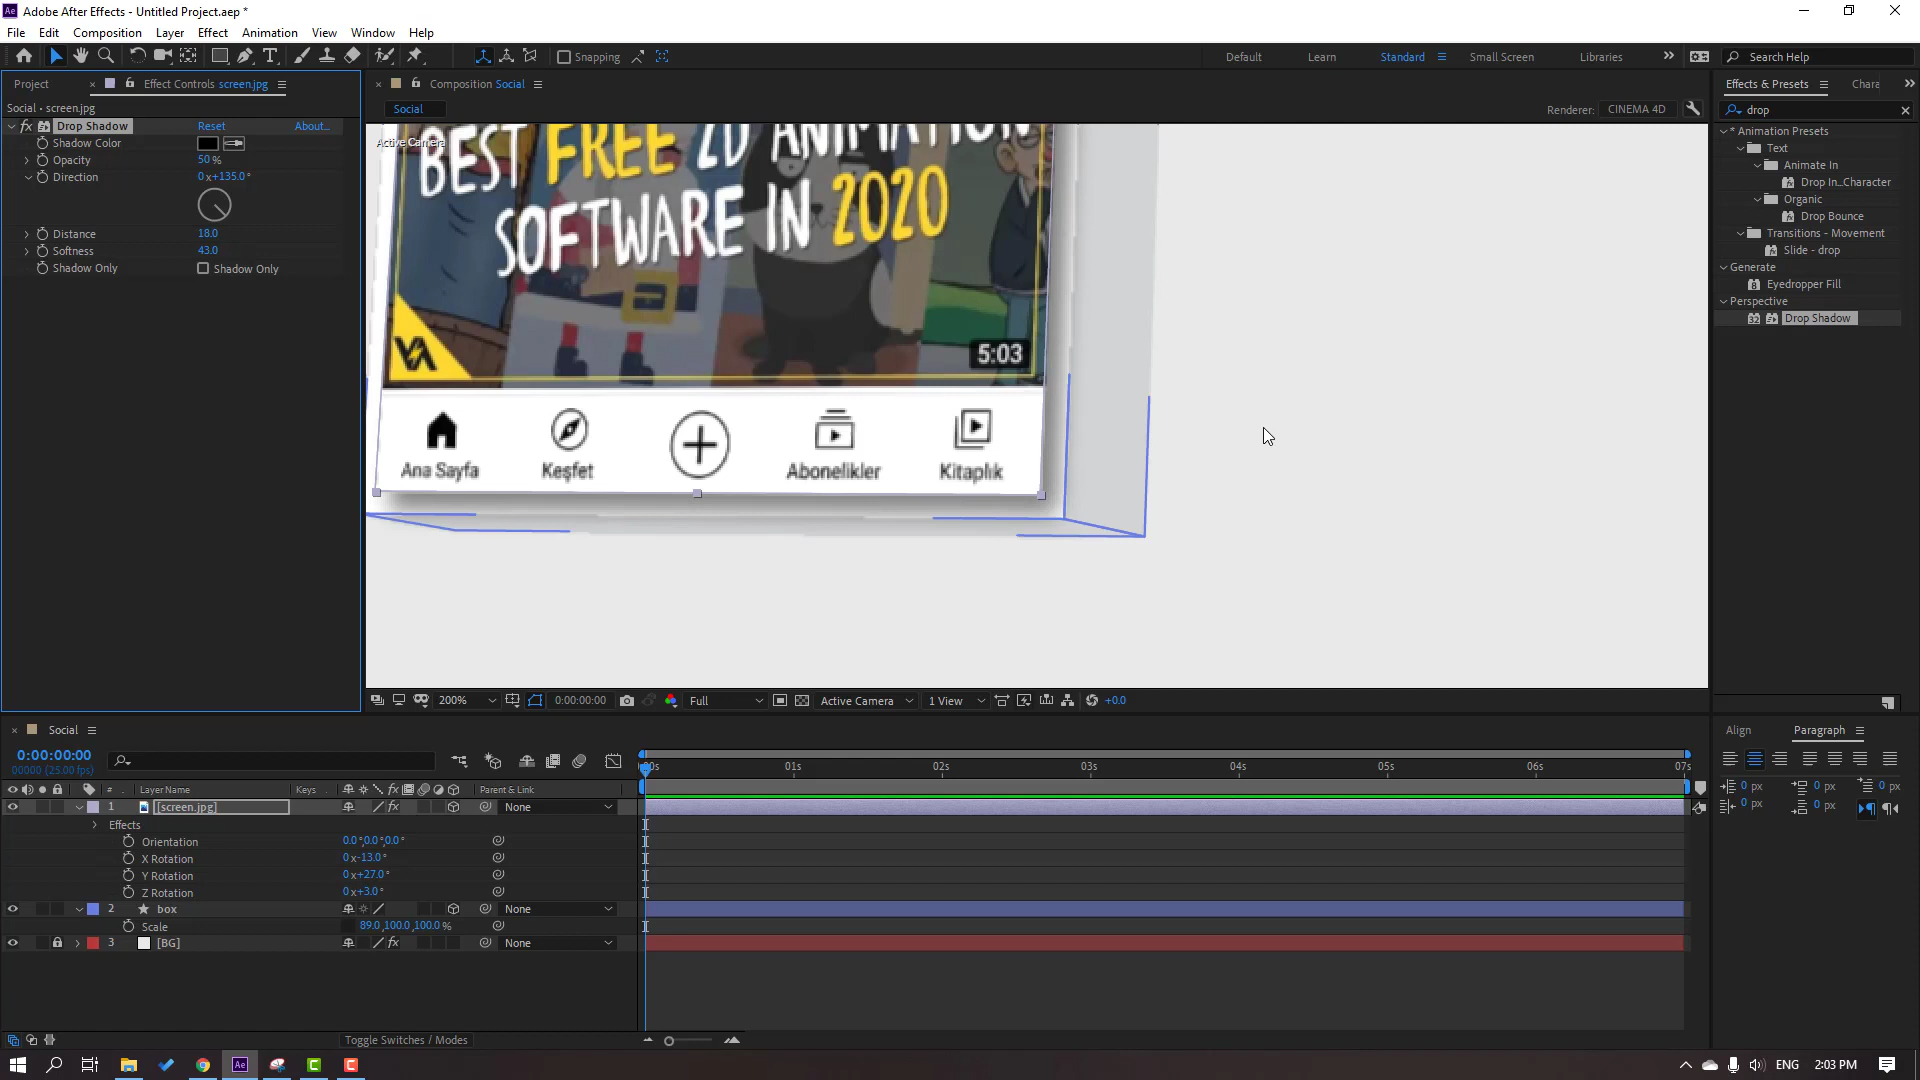 Adobe After Effects - Untitled Project.aep *
File Edit Composition Layer Effect Animation View Window Help
Snapping
Default Learn Standard Small Screen Libraries
Search Help
Project
Effect Controls screen.jpg
Social • screen.jpg
Drop Shadow Reset About...
Shadow Color
Opacity 50 %
Direction 0 x+135.0 °
Distance 18.0
Softness 43.0
Shadow Only Shadow Only
Composition Social
Social
Renderer: CINEMA 4D
Active Camera
BEST FREE 2D ANIMATION
SOFTWARE IN 2020
VA
5:03
Ana Sayfa Keşfet Abonelikler Kitaplık
200% 0:00:00:00 Full Active Camera 1 View +0.0
Effects & Presets Chara
drop
* Animation Presets
Text
Animate In
Drop In...Character
Organic
Drop Bounce
Transitions - Movement
Slide - drop
Generate
Eyedropper Fill
Perspective
32 Drop Shadow
Social
0:00:00:00
00000 (25.00 fps)
:00s 01s 02s 03s 04s 05s 06s 07s
# Layer Name Keys fx Parent & Link
1 [screen.jpg] None
Effects
Orientation 0.0 °,0.0 °,0.0 °
X Rotation 0 x-13.0 °
Y Rotation 0 x+27.0 °
Z Rotation 0 x+3.0 °
2 box None
Scale 89.0,100.0,100.0 %
3 [BG] None
Toggle Switches / Modes
Align Paragraph
0 px 0 px 0 px
0 px 0 px
ENG 2:03 PM